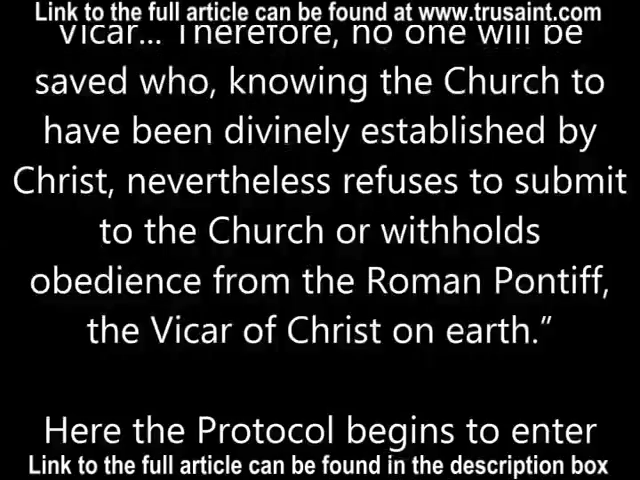 Link to the full article can be found at www.trusaint.com
Vicar... Therefore, no one will be
saved who, knowing the Church to
have been divinely established by
Christ, nevertheless refuses to submit
to the Church or withholds
obedience from the Roman Pontiff,
the Vicar of Christ on earth.”
Here the Protocol begins to enter
Link to the full article can be found in the description box